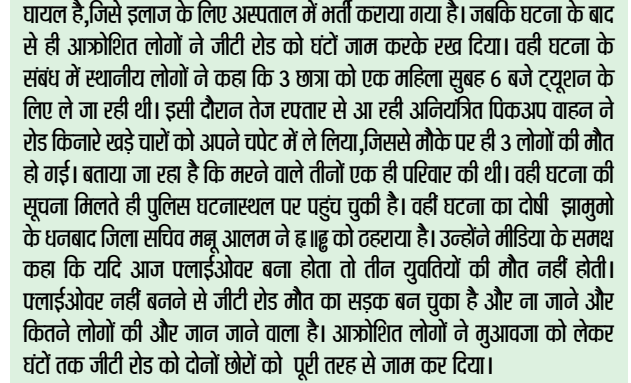 घायल है,जिसे इलाज के लिए अस्पताल में भर्ती कराया गया है। जबकि घटना के बाद
से ही आक्रोशित लोगों ने जीटी रोड को घंटों जाम करके रख दिया। वही घटना के
संबंध में स्थानीय लोगों ने कहा कि 3 छात्रा को एक महिला सुबह 6 बजे ट्यूशन के
लिए ले जा रही थी। इसी दौरान तेज रफ्तार से आ रही अनियंत्रित पिकअप वाहन ने
रोड किनारे खड़े चारों को अपने चपेट में ले लिया,जिससे मौके पर ही 3 लोगों की मौत
हो गई। बताया जा रहा है कि मरने वाले तीनों एक ही परिवार की थी। वही घटना की
सूचना मिलते ही पुलिस घटनास्थल पर पहुंच चुकी है। वहीं घटना का दोषी झामुमो
के धनबाद जिला सचिव मन्नू आलम ने को ठहराया है। उन्होंने मीडिया के समक्ष
कहा कि यदि आज फ्लाईओवर बना होता तो तीन युवतियों की मौत नहीं होती।
फ्लाईओवर नहीं बनने से जीटी रोड मौत का सड़क बन चुका है और ना जाने और
कितने लोगों की और जान जाने वाला है। आक्रोशित लोगों ने मुआवजा को लेकर
घंटों तक जीटी रोड को दोनों छोरों को पूरी तरह से जाम कर दिया।